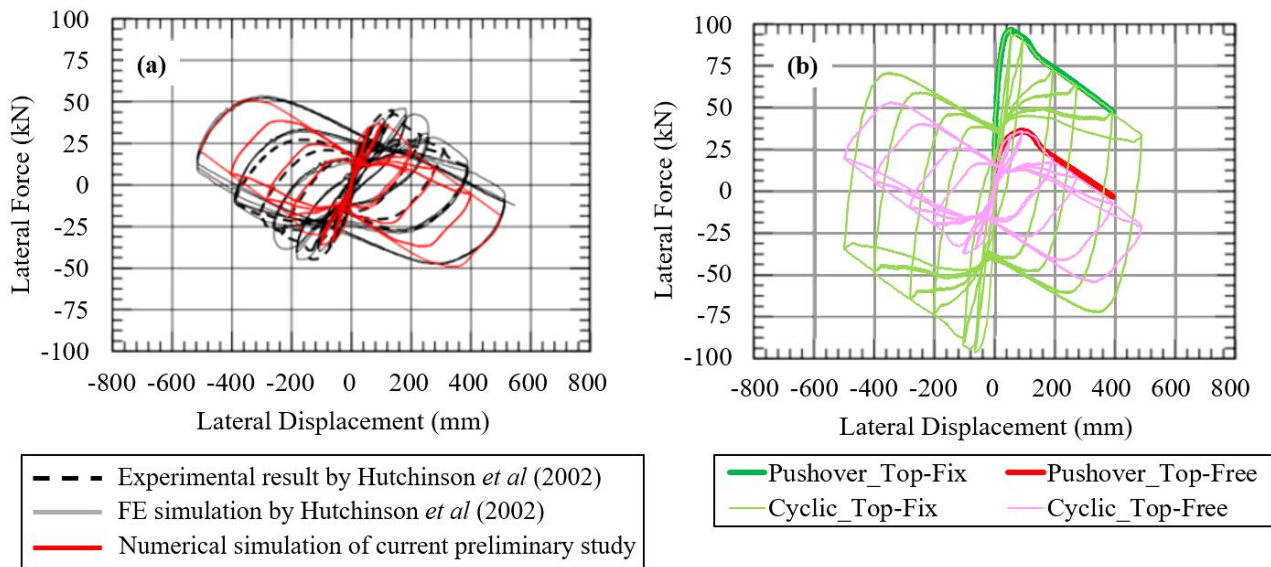 (a)
100
75
50
25
0
-25
-50
-75
-100
Lateral Force (kN)
-800 -600 -400 -200 0 200 400 600 800
Lateral Displacement (mm)
Experimental result by Hutchinson et al (2002)
FE simulation by Hutchinson et al (2002)
Numerical simulation of current preliminary study
(b)
100
75
50
25
0
-25
-50
-75
-100
Lateral Force (kN)
-800 -600 -400 -200 0 200 400 600 800
Lateral Displacement (mm)
Pushover_Top-Fix Pushover_Top-Free
Cyclic_Top-Fix Cyclic_Top-Free